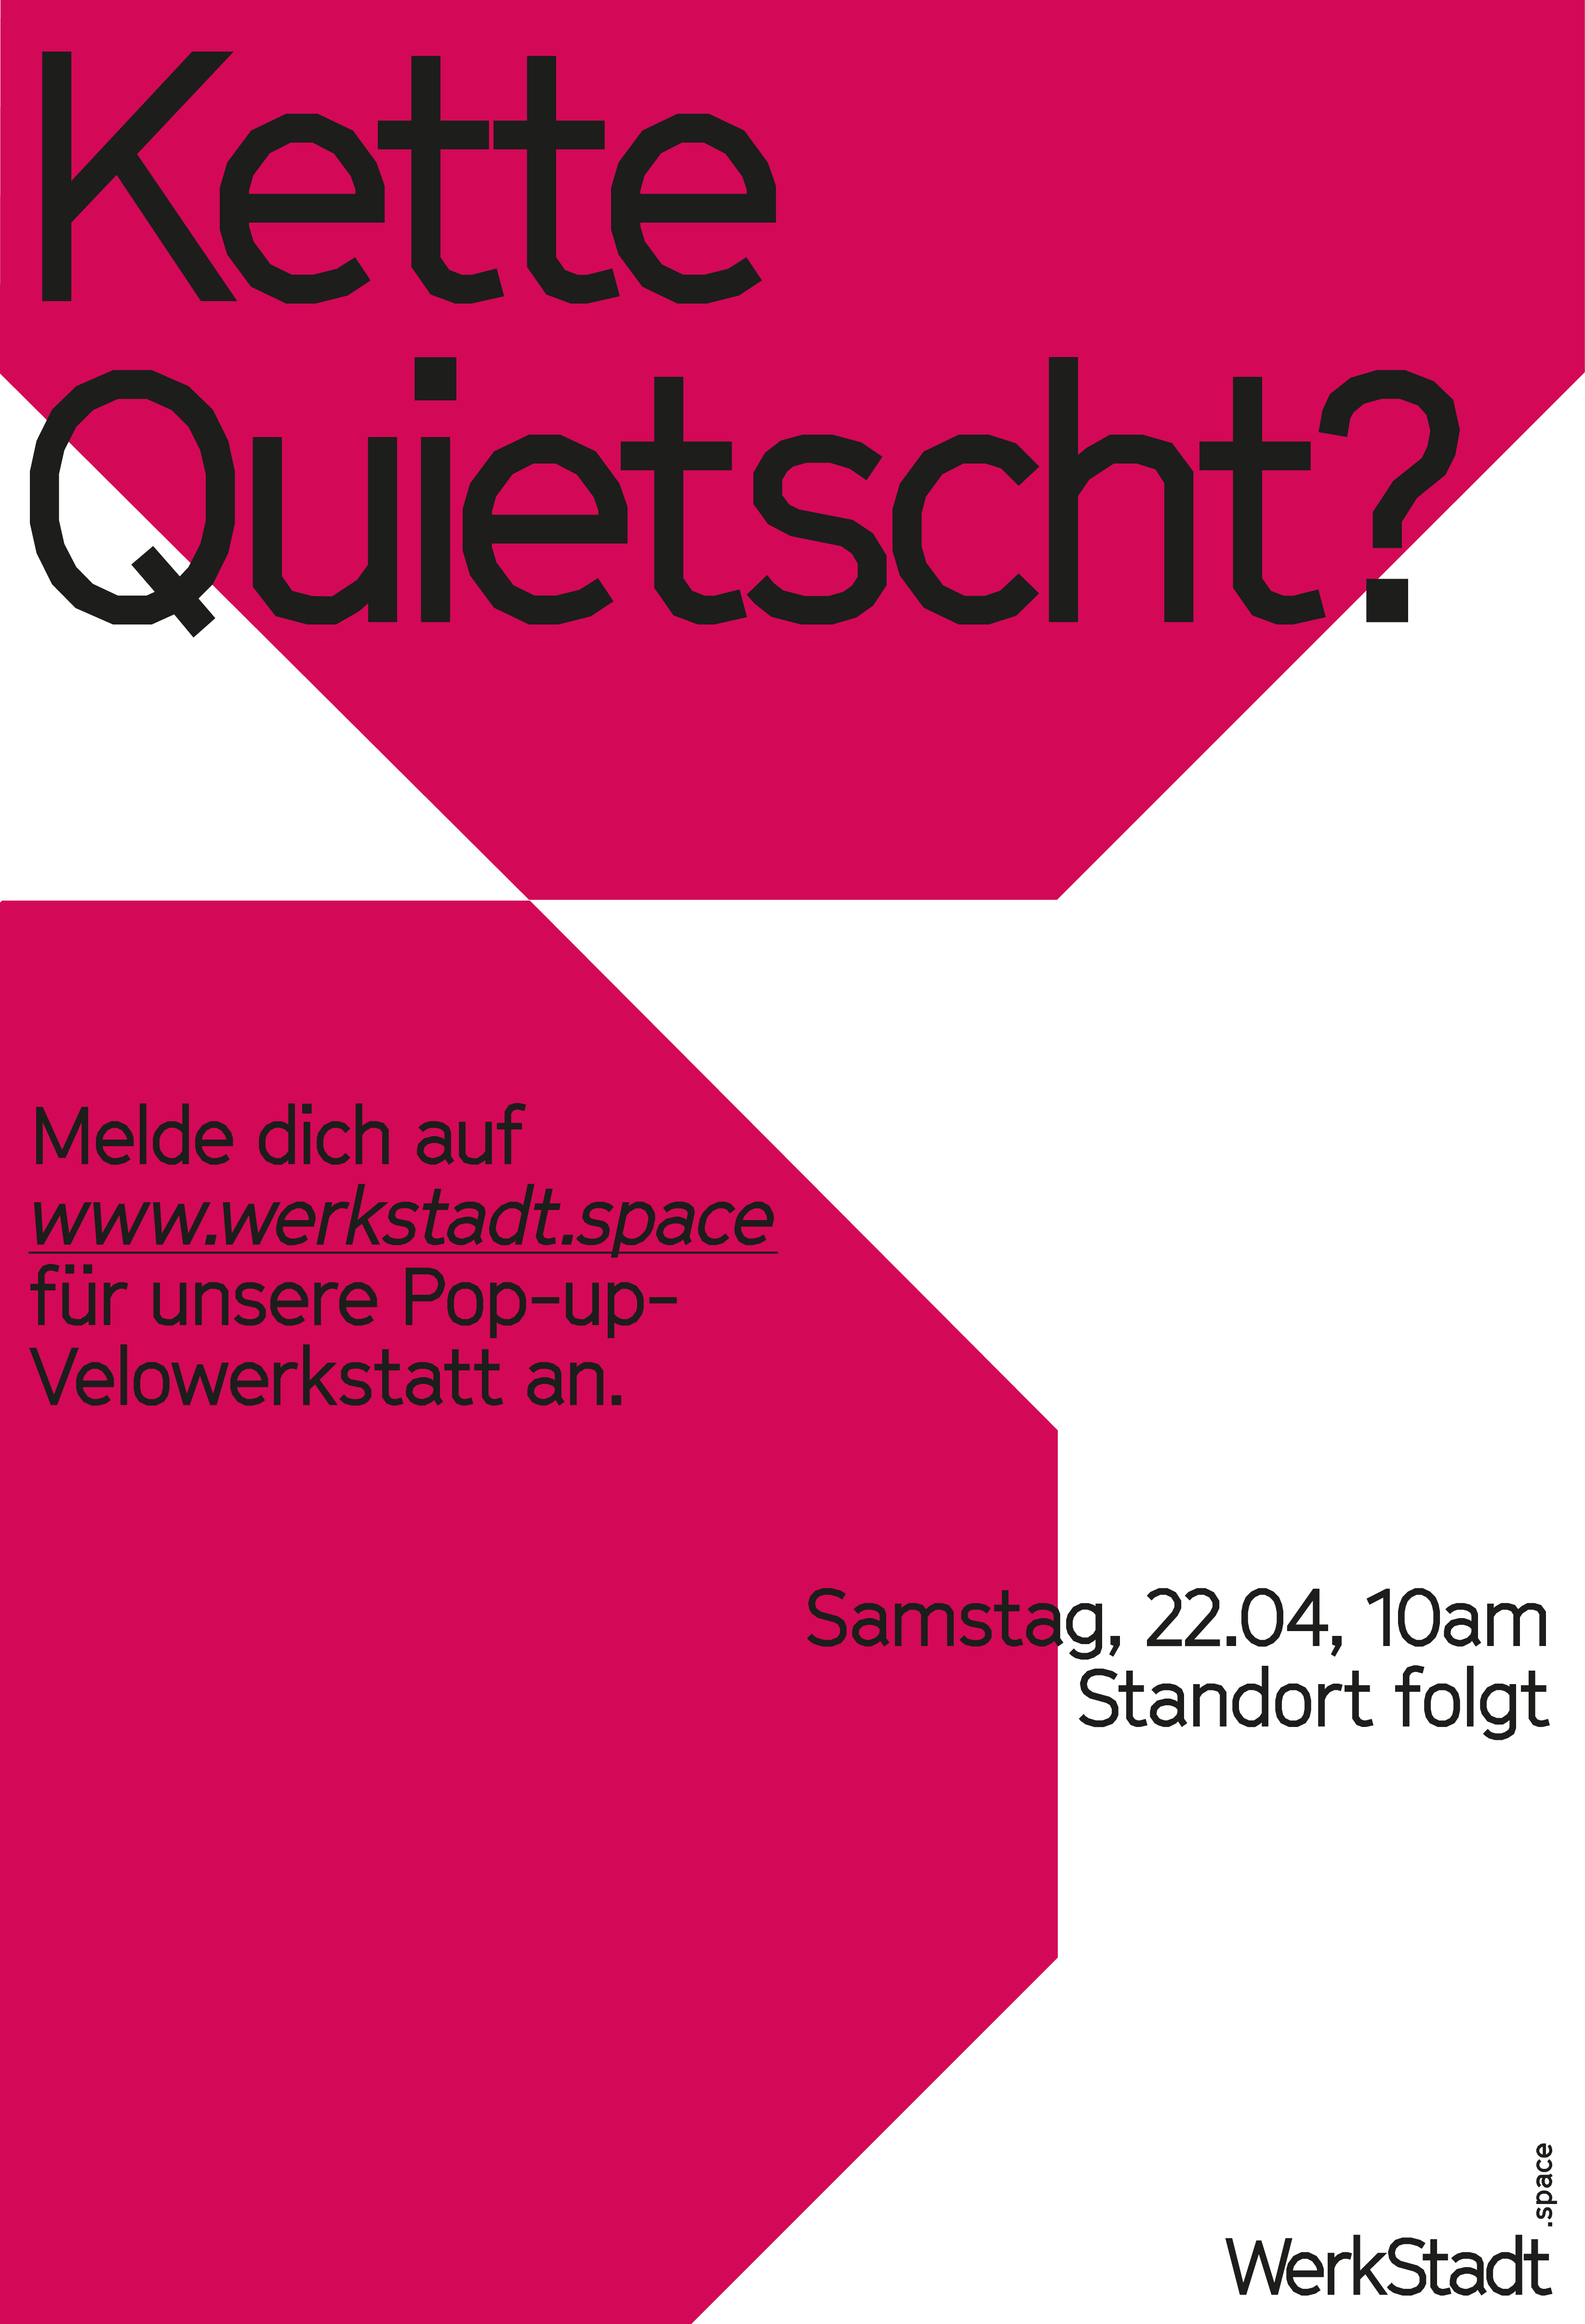 Kette
Quietscht?
Melde dich auf
www.werkstadt.space
für unsere Pop-up-
Velowerkstatt an.
Samstag, 22.04, 10am
Standort folgt
.space
WerkStadt